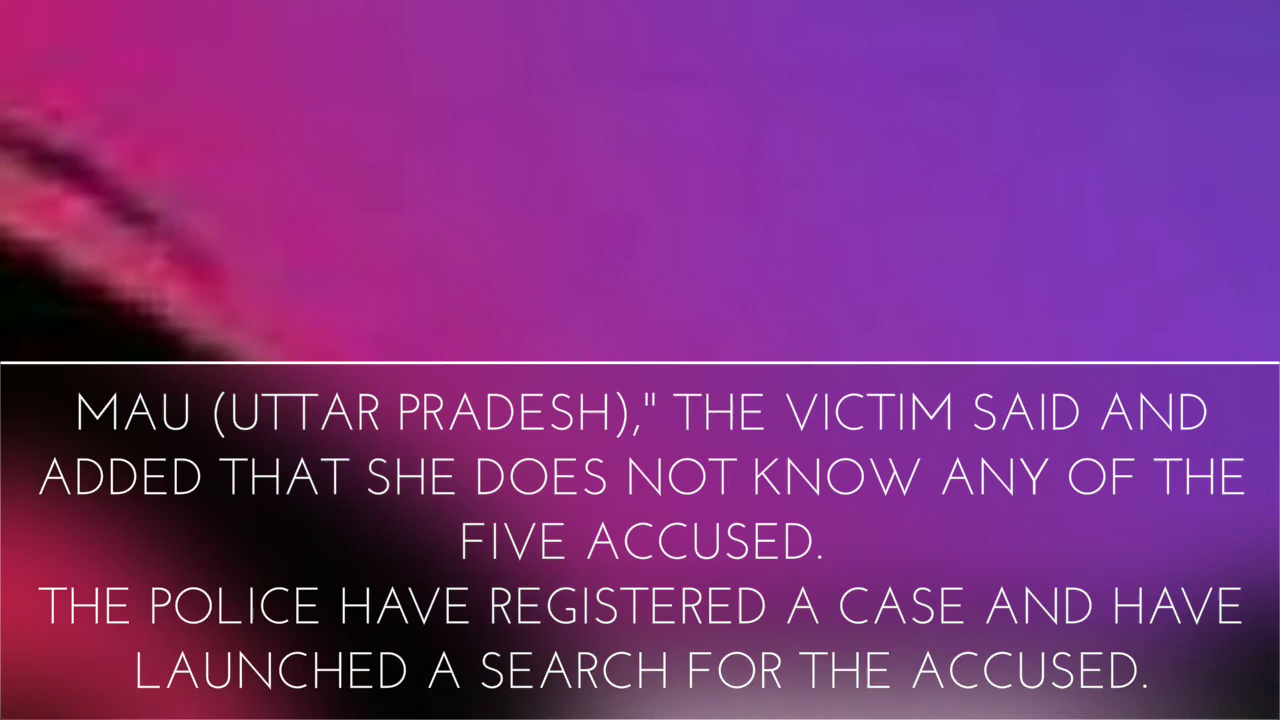 MAU (UTTAR PRADESH)," THE VICTIM SAID AND
ADDED THAT SHE DOES NOT KNOW ANY OF THE
FIVE ACCUSED.
THE POLICE HAVE REGISTERED A CASE AND HAVE
LAUNCHED A SEARCH FOR THE ACCUSED.